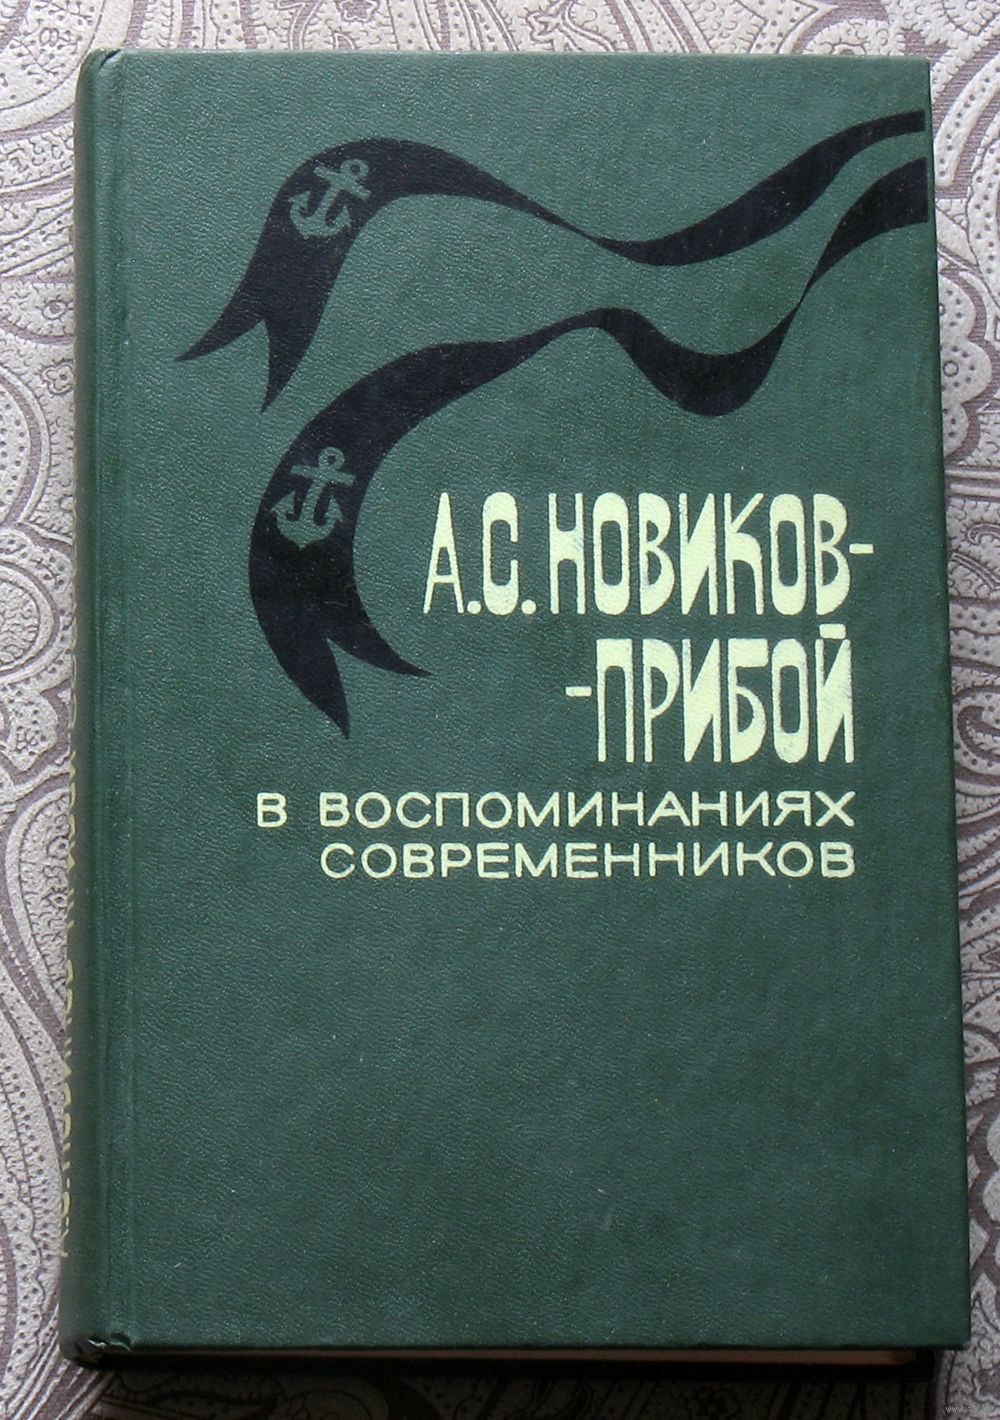 А.С. НОВИКОВ-
-ПРИБОЙ
В ВОСПОМИНАНИЯХ
СОВРЕМЕННИКОВ